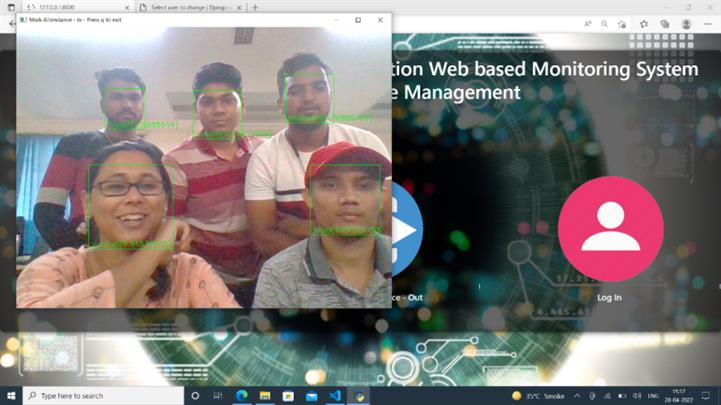 127.0.0.1:8000
Select user to change | Django s
Mark Attendance - In - Press q to exit
tion Web based Monitoring System
e Management
ce - Out
Log In
Type here to search
35°C Smoke
ENG
15:17
28-04-2022